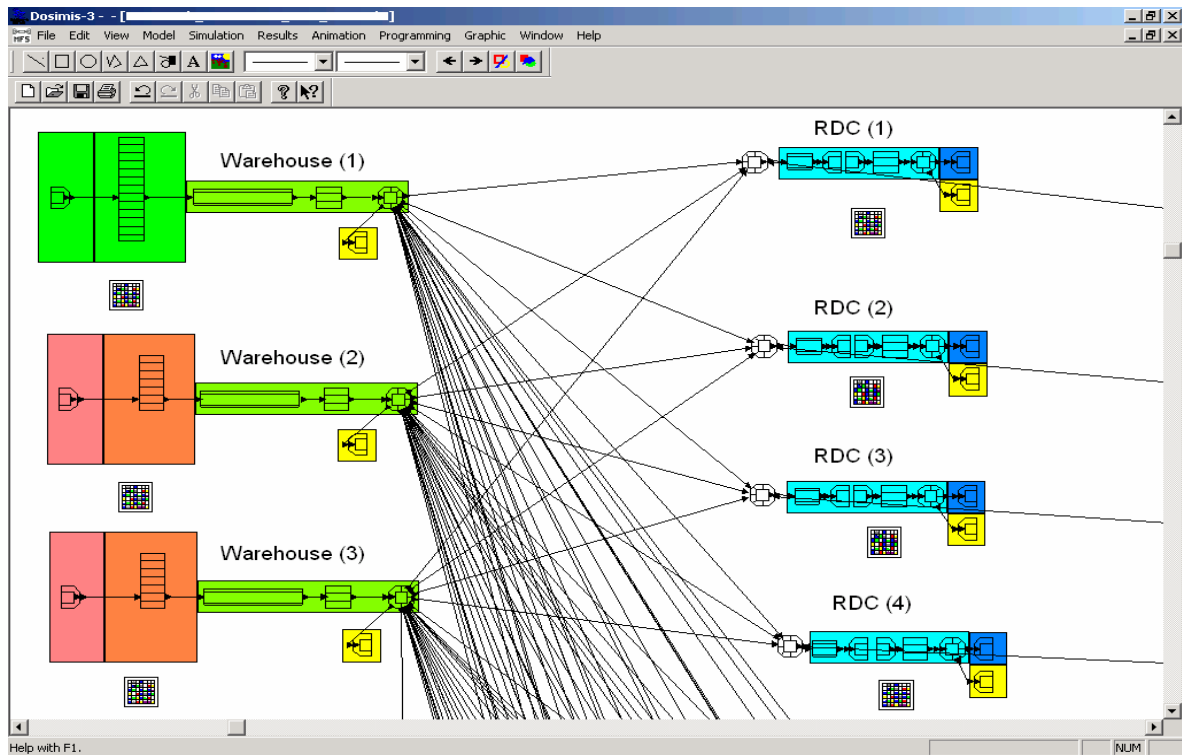 Dosimis-3 - - [ ]
MFS File Edit View Model Simulation Results Animation Programming Graphic Window Help
A
? ?
RDC (1)
Warehouse (1)
RDC (2)
Warehouse (2)
RDC (3)
Warehouse (3)
RDC (4)
Help with F1.
NUM